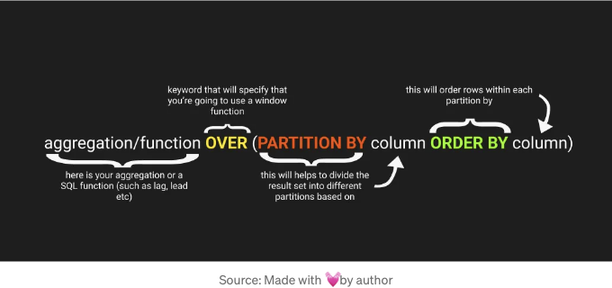 keyword that will specify that
you're going to use a window
function
this will order rows within each
partition by
aggregation/function OVER (PARTITION BY column ORDER BY column)
here is your aggregation or a
SQL function (such as lag, lead
etc)
this will helps to divide the
result set into different
partitions based on
Source: Made with 💓by author